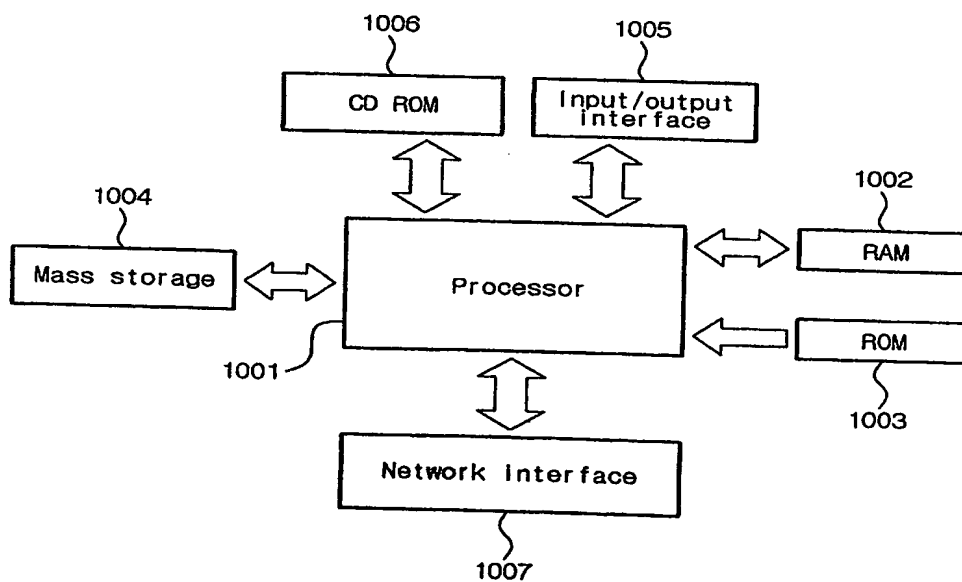 1006
1005
CD ROM
Input/output
interface
1004
1002
Mass storage
Processor
RAM
ROM
1001
1003
Network interface
1007